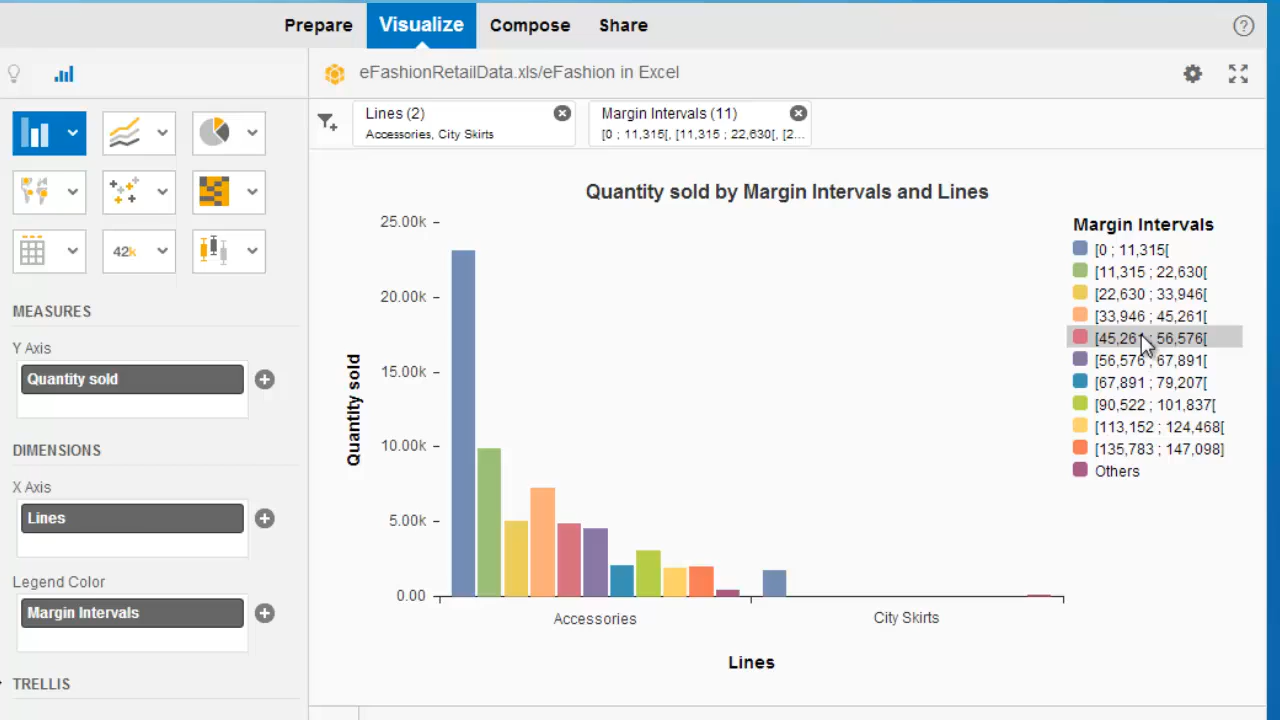 Prepare Visualize Compose Share
?
eFashionRetailData.xls/eFashion in Excel
Lines (2)
Accessories, City Skirts
Margin Intervals (11)
[0 ; 11,315[, [11,315 ; 22,630[, [2...
42k
MEASURES
Y Axis
Quantity sold
DIMENSIONS
X Axis
Lines
Legend Color
Margin Intervals
TRELLIS
Quantity sold by Margin Intervals and Lines
25.00k
20.00k
15.00k
10.00k
5.00k
0.00
Quantity sold
Accessories
City Skirts
Lines
Margin Intervals
[0 ; 11,315[
[11,315 ; 22,630[
[22,630 ; 33,946[
[33,946 ; 45,261[
[45,261 ; 56,576[
[56,576 ; 67,891[
[67,891 ; 79,207[
[90,522 ; 101,837[
[113,152 ; 124,468[
[135,783 ; 147,098]
Others